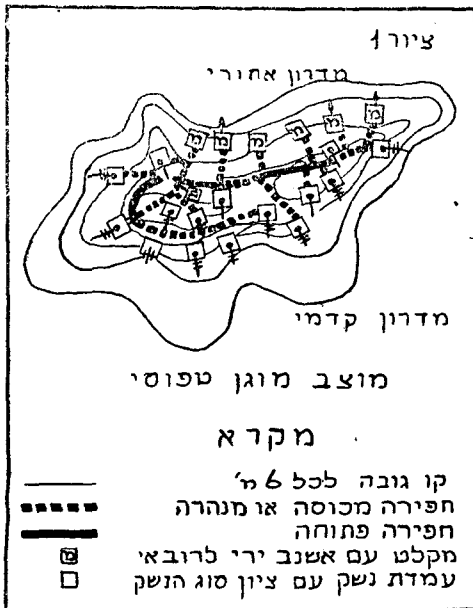 ציור 1
מדרון אחורי
מ מ מ מ מ מ
מדרון קדמי
מוצב מוגן טפוסי
מקרא
קו גובה לכל 6 מ'
חפירה מכוסה או מנהרה
חפירה פתוחה
מקלט עם אשנב ירי לרובאי
עמדת נשק עם ציון סוג הנשק